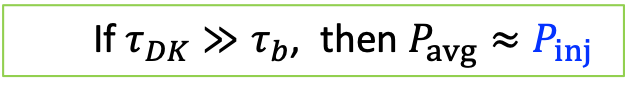 If τ_DK ≫ τ_b, then P_avg ≈ P_inj